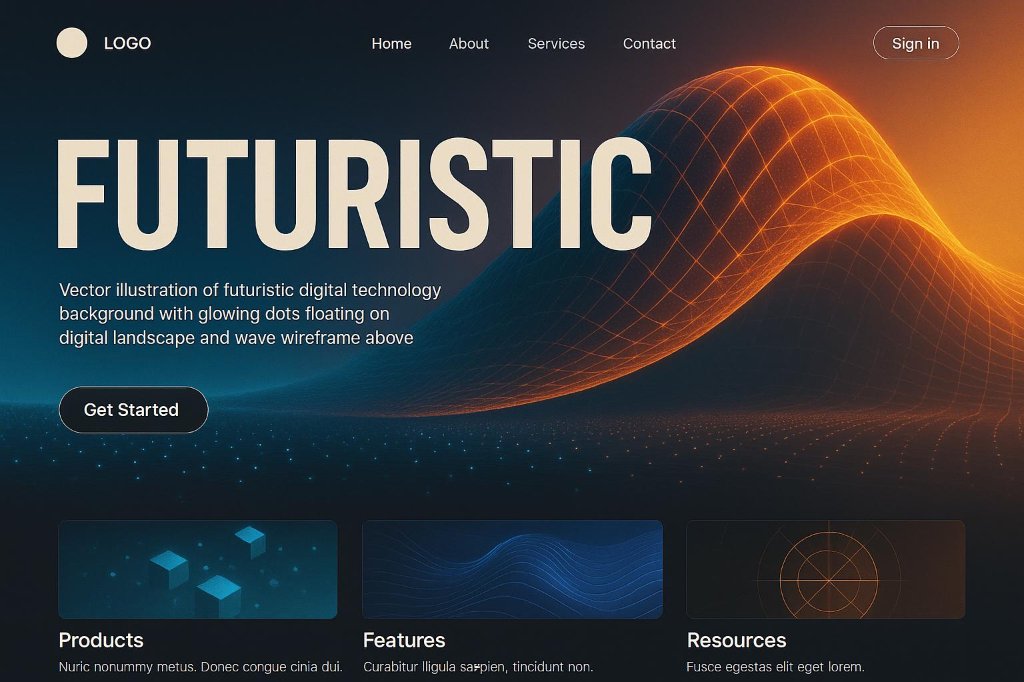 LOGO
Home About Services Contact
Sign in
FUTURISTIC
Vector illustration of futuristic digital technology
background with glowing dots floating on
digital landscape and wave wireframe above
Get Started
Products
Nuric nonummy metus. Donec congue cinia dui.
Features
Curabitur lligula sarpien, tincidunt non.
Resources
Fusce egestas elit eget lorem.